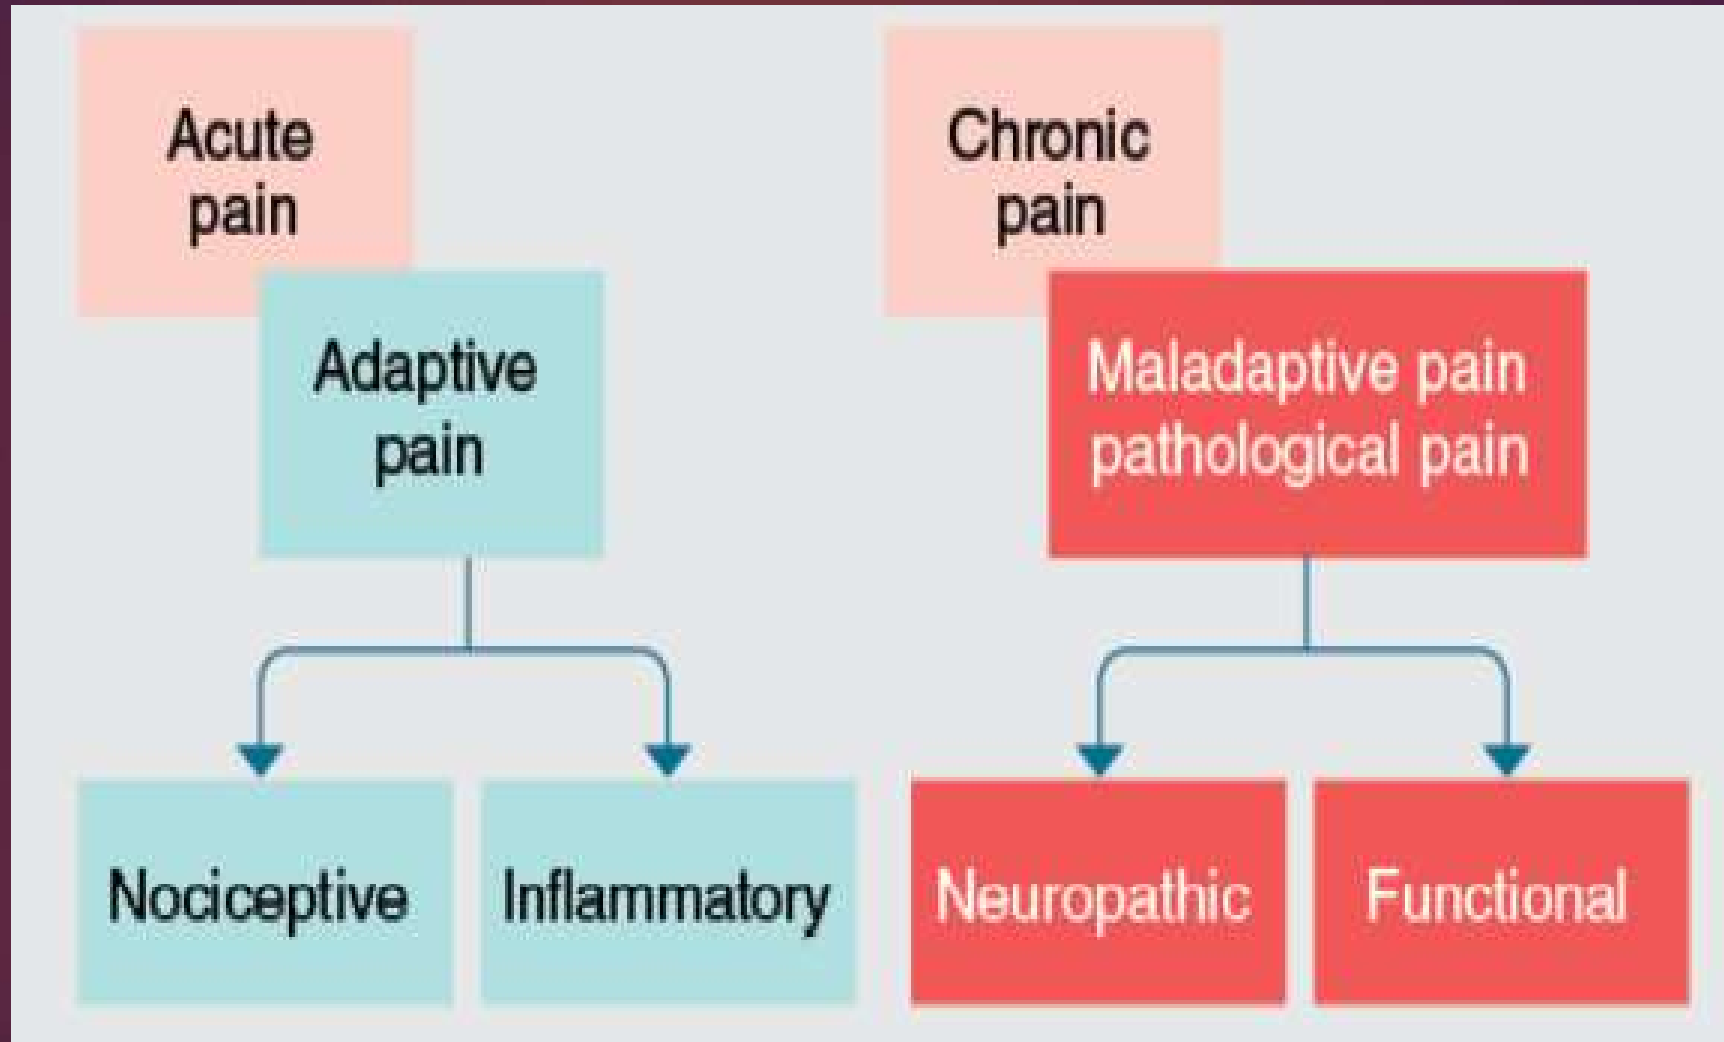 Acute
pain
Adaptive
pain
Nociceptive
Inflammatory
Chronic
pain
Maladaptive pain
pathological pain
Neuropathic
Functional